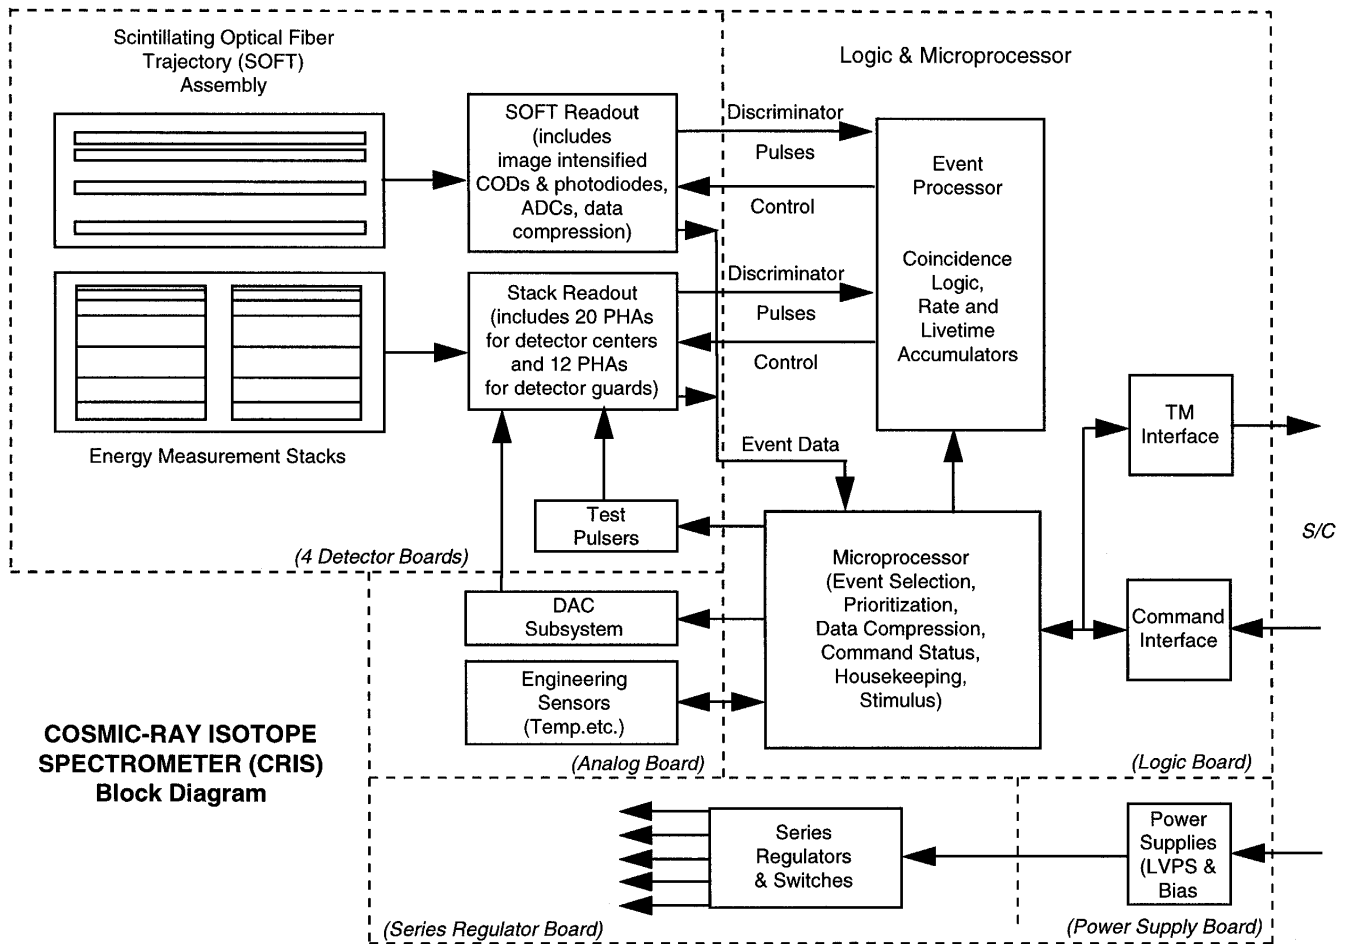 Scintillating Optical Fiber
Trajectory (SOFT)
Assembly
Logic & Microprocessor
SOFT Readout
(includes
image intensified
CODs & photodiodes,
ADCs, data
compression)
Discriminator
Pulses
Control
Event
Processor
Coincidence
Logic,
Rate and
Livetime
Accumulators
Stack Readout
(includes 20 PHAs
for detector centers
and 12 PHAs
for detector guards)
Discriminator
Pulses
Control
Energy Measurement Stacks
Event Data
TM
Interface
Test
Pulsers
S/C
(4 Detector Boards)
Microprocessor
(Event Selection,
Prioritization,
Data Compression,
Command Status,
Housekeeping,
Stimulus)
DAC
Subsystem
Command
Interface
Engineering
Sensors
(Temp.etc.)
COSMIC-RAY ISOTOPE
SPECTROMETER (CRIS)
Block Diagram
(Analog Board)
(Logic Board)
Series
Regulators
& Switches
Power
Supplies
(LVPS &
Bias
(Series Regulator Board)
(Power Supply Board)